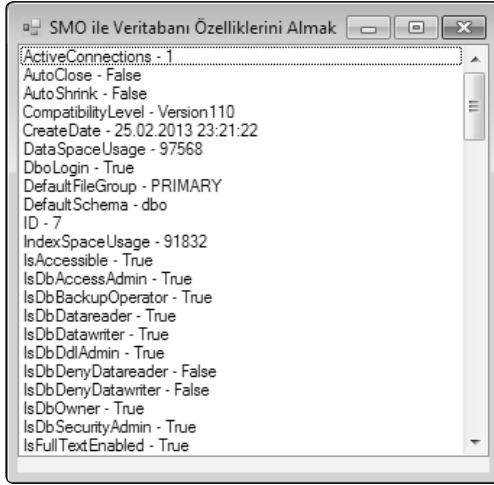 SMO ile Veritabanı Özelliklerini Almak
ActiveConnections - 1
AutoClose - False
AutoShrink - False
CompatibilityLevel - Version110
CreateDate - 25.02.2013 23:21:22
DataSpaceUsage - 97568
DboLogin - True
DefaultFileGroup - PRIMARY
DefaultSchema - dbo
ID - 7
IndexSpaceUsage - 91832
IsAccessible - True
IsDbAccessAdmin - True
IsDbBackupOperator - True
IsDbDatareader - True
IsDbDatawriter - True
IsDbDdlAdmin - True
IsDbDenyDatareader - False
IsDbDenyDatawriter - False
IsDbOwner - True
IsDbSecurityAdmin - True
IsFullTextEnabled - True